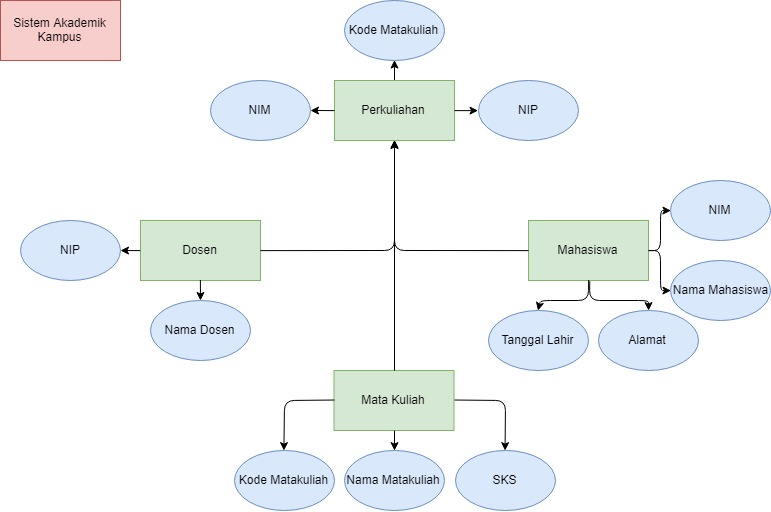 Sistem Akademik
Kampus
Kode Matakuliah
NIM
Perkuliahan
NIP
NIM
NIP
Dosen
Mahasiswa
Nama Mahasiswa
Nama Dosen
Tanggal Lahir
Alamat
Mata Kuliah
Kode Matakuliah
Nama Matakuliah
SKS